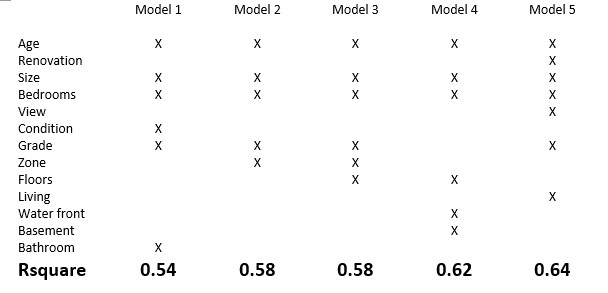 Model 1 Model 2 Model 3 Model 4 Model 5
Age X X X X X
Renovation X
Size X X X X X
Bedrooms X X X X X
View X
Condition X
Grade X X X X
Zone X X
Floors X X
Living X
Water front X
Basement X
Bathroom X
Rsquare 0.54 0.58 0.58 0.62 0.64